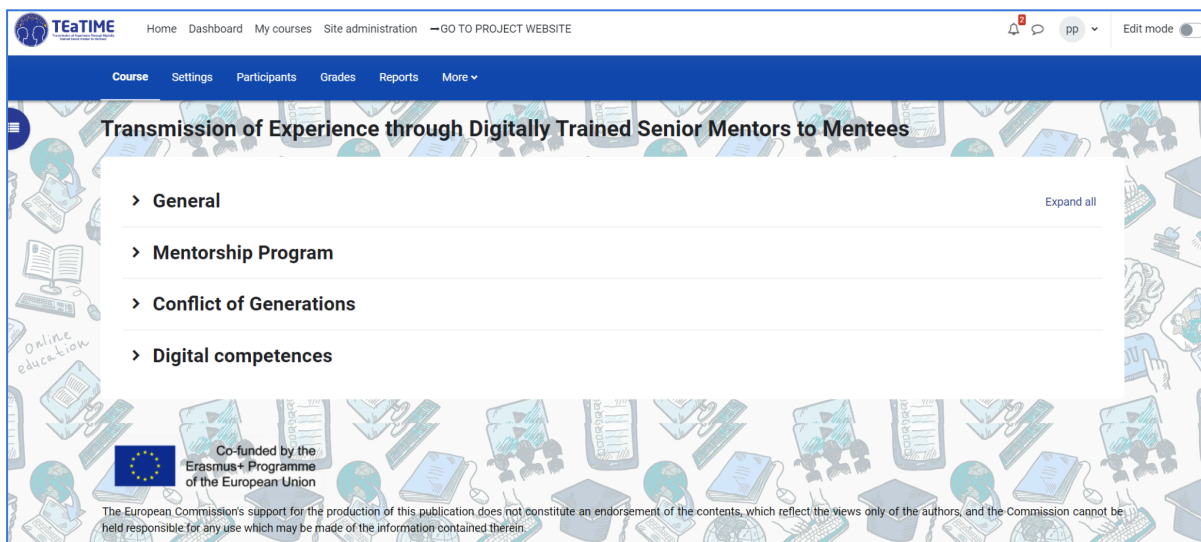 TEaTIME
Home Dashboard My courses Site administration →GO TO PROJECT WEBSITE
2
pp
Edit mode
Course Settings Participants Grades Reports More
Transmission of Experience through Digitally Trained Senior Mentors to Mentees
General
Expand all
Mentorship Program
Conflict of Generations
Digital competences
Online
education
Co-funded by the
Erasmus+ Programme
of the European Union
The European Commission's support for the production of this publication does not constitute an endorsement of the contents, which reflect the views only of the authors, and the Commission cannot be
held responsible for any use which may be made of the information contained therein.